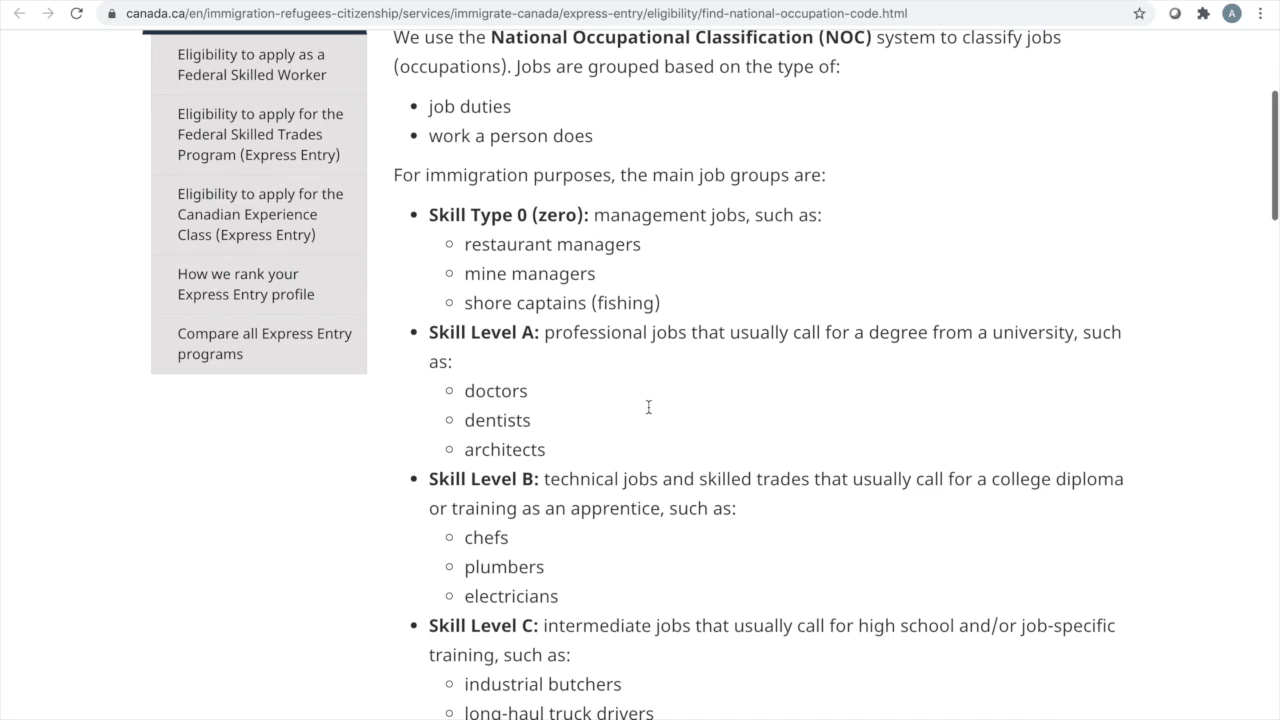 canada.ca/en/immigration-refugees-citizenship/services/immigrate-canada/express-entry/eligibility/find-national-occupation-code.html
A
Eligibility to apply as a
Federal Skilled Worker
Eligibility to apply for the
Federal Skilled Trades
Program (Express Entry)
Eligibility to apply for the
Canadian Experience
Class (Express Entry)
How we rank your
Express Entry profile
Compare all Express Entry
programs
We use the National Occupational Classification (NOC) system to classify jobs
(occupations). Jobs are grouped based on the type of:
• job duties
• work a person does
For immigration purposes, the main job groups are:
• Skill Type 0 (zero): management jobs, such as:
○ restaurant managers
○ mine managers
○ shore captains (fishing)
• Skill Level A: professional jobs that usually call for a degree from a university, such
as:
○ doctors
○ dentists
○ architects
• Skill Level B: technical jobs and skilled trades that usually call for a college diploma
or training as an apprentice, such as:
○ chefs
○ plumbers
○ electricians
• Skill Level C: intermediate jobs that usually call for high school and/or job-specific
training, such as:
○ industrial butchers
○ long-haul truck drivers